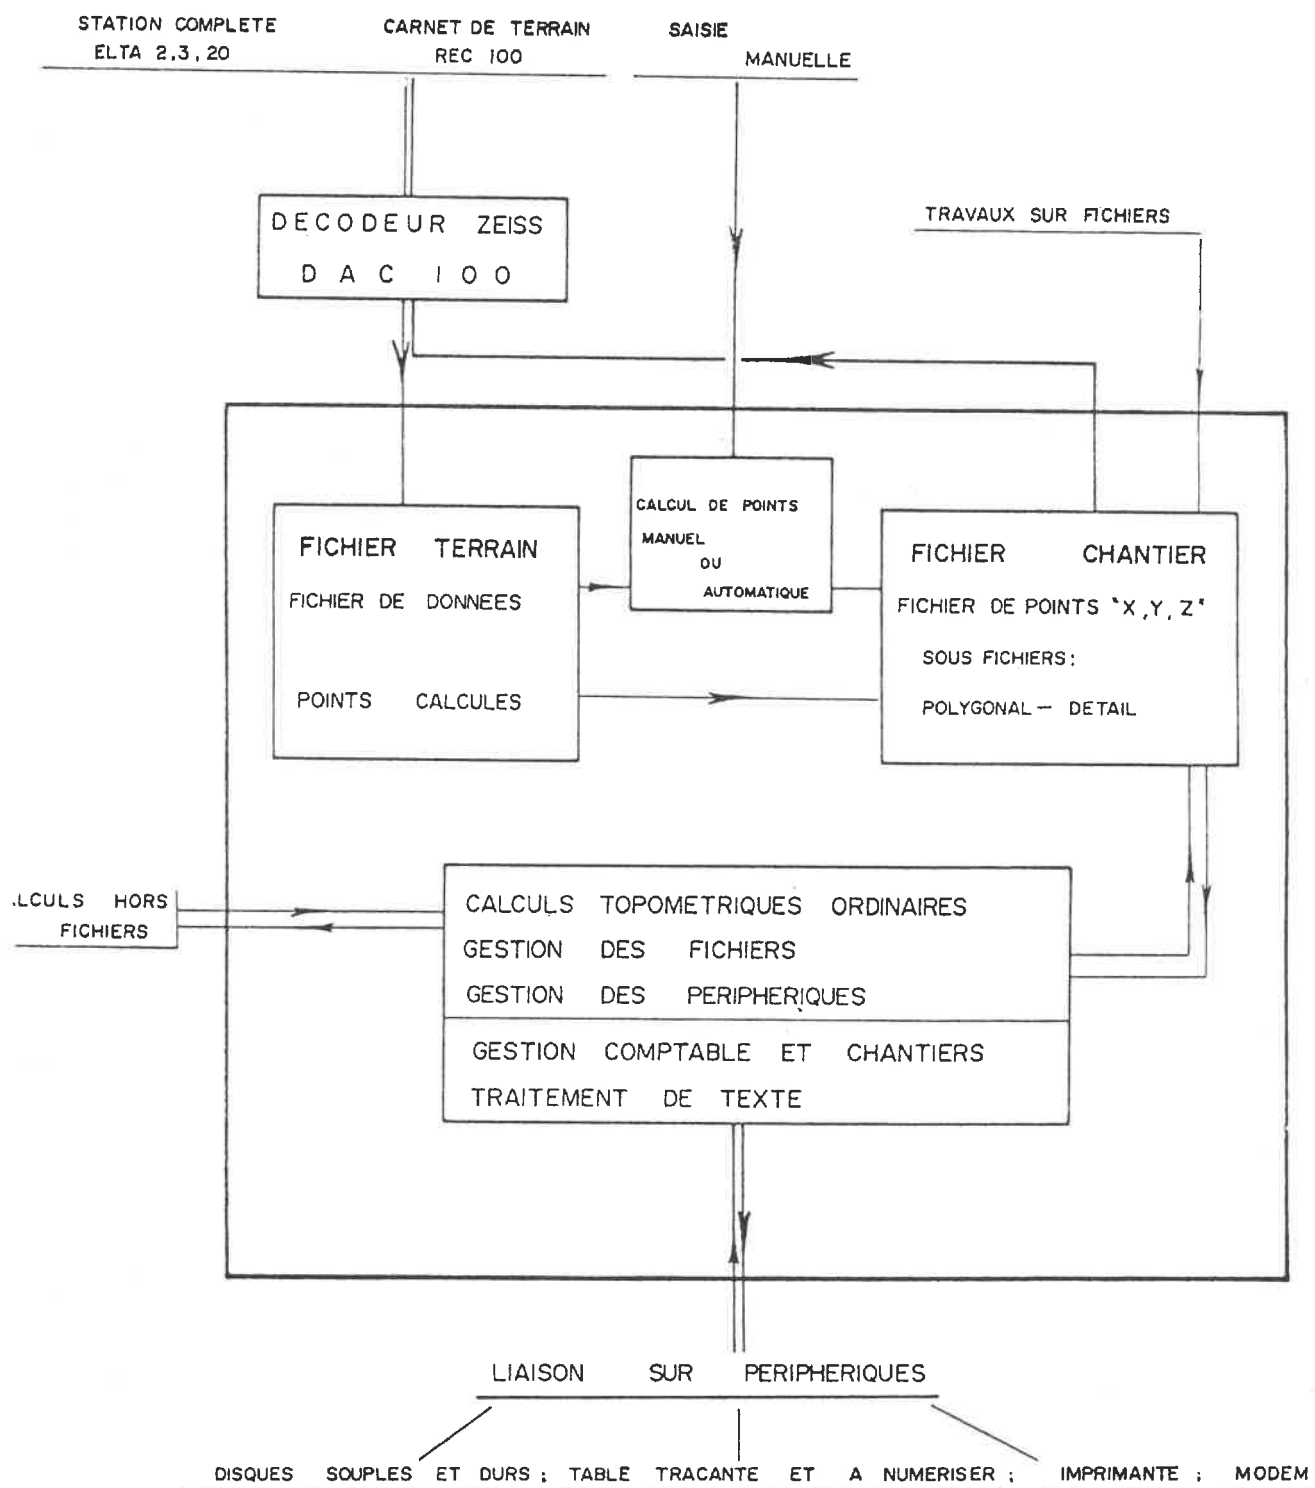 STATION COMPLETE
ELTA 2,3,20
CARNET DE TERRAIN
REC 100
SAISIE
MANUELLE
DECODEUR ZEISS
DAC 100
TRAVAUX SUR FICHIERS
CALCUL DE POINTS
MANUEL
OU
AUTOMATIQUE
FICHIER TERRAIN
FICHIER DE DONNEES
POINTS CALCULES
FICHIER CHANTIER
FICHIER DE POINTS "X,Y,Z"
SOUS FICHIERS:
POLYGONAL — DETAIL
LCULS HORS
FICHIERS
CALCULS TOPOMETRIQUES ORDINAIRES
GESTION DES FICHIERS
GESTION DES PERIPHERIQUES
GESTION COMPTABLE ET CHANTIERS
TRAITEMENT DE TEXTE
LIAISON SUR PERIPHERIQUES
DISQUES SOUPLES ET DURS ; TABLE TRACANTE ET A NUMERISER ; IMPRIMANTE ; MODEM